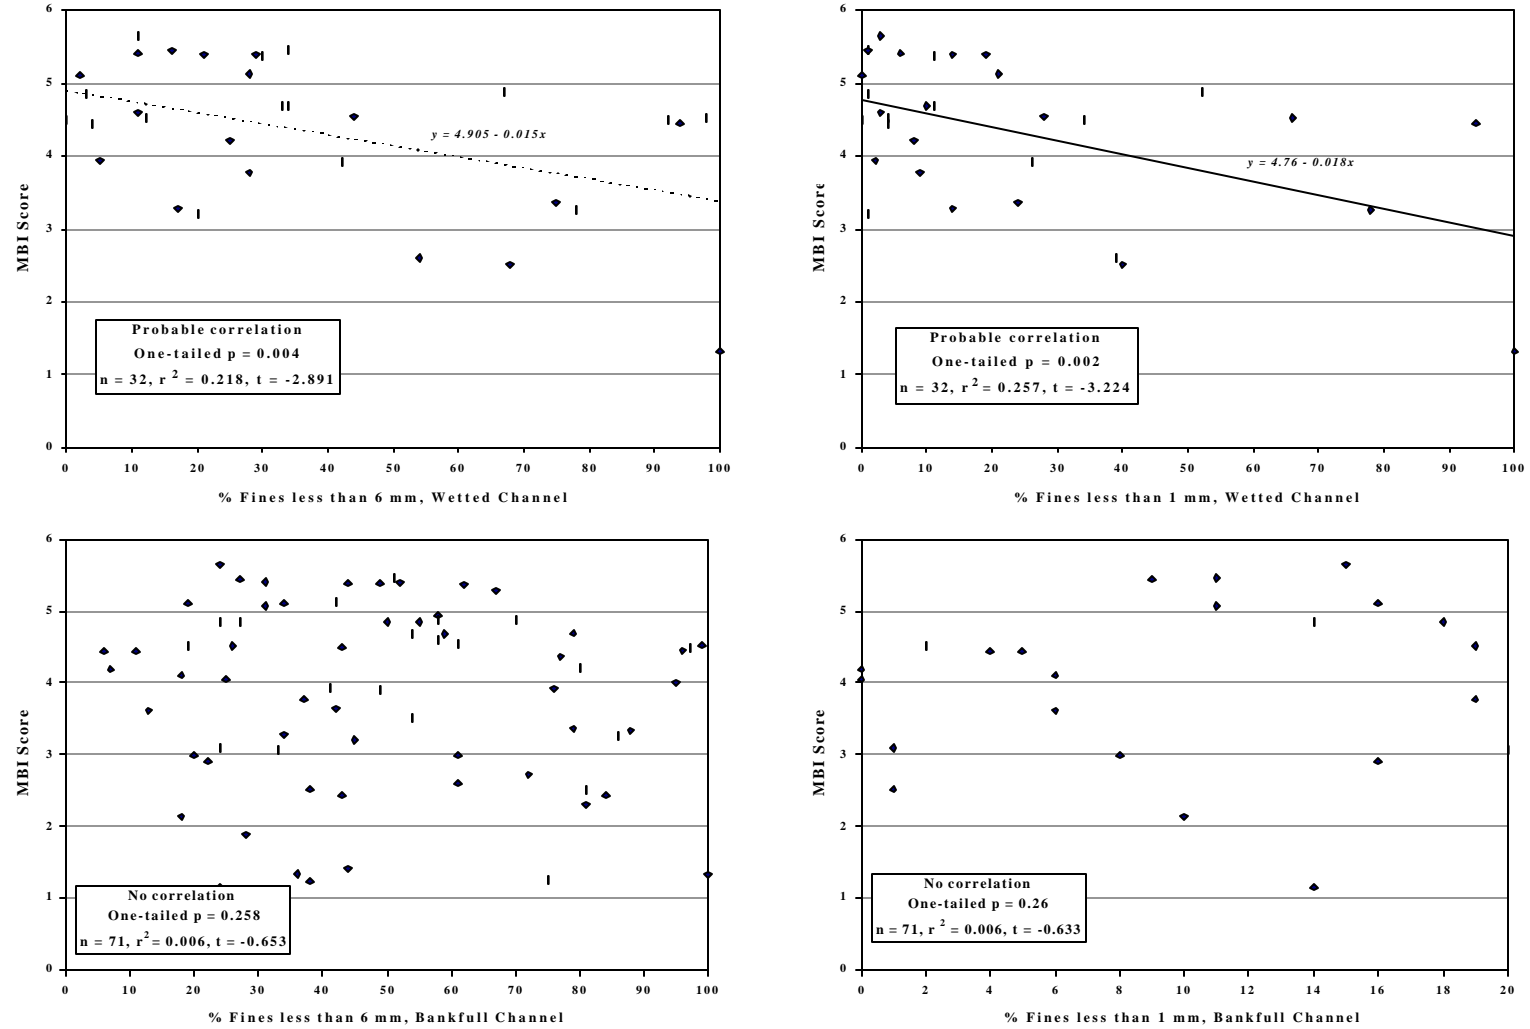 6
5
4
3
2
1
0
MBI Score
y = 4.905 - 0.015x
Probable correlation
One-tailed p = 0.004
n = 32, r 2 = 0.218, t = -2.891
0 10 20 30 40 50 60 70 80 90 100
% Fines less than 6 mm, Wetted Channel
6
5
4
3
2
1
0
MBI Score
y = 4.76 - 0.018x
Probable correlation
One-tailed p = 0.002
n = 32, r 2 = 0.257, t = -3.224
0 10 20 30 40 50 60 70 80 90 100
% Fines less than 1 mm, Wetted Channel
6
5
4
3
2
1
0
MBI Score
No correlation
One-tailed p = 0.258
n = 71, r 2 = 0.006, t = -0.653
0 10 20 30 40 50 60 70 80 90 100
% Fines less than 6 mm, Bankfull Channel
6
5
4
3
2
1
0
MBI Score
No correlation
One-tailed p = 0.26
n = 71, r 2 = 0.006, t = -0.633
0 2 4 6 8 10 12 14 16 18 20
% Fines less than 1 mm, Bankfull Channel